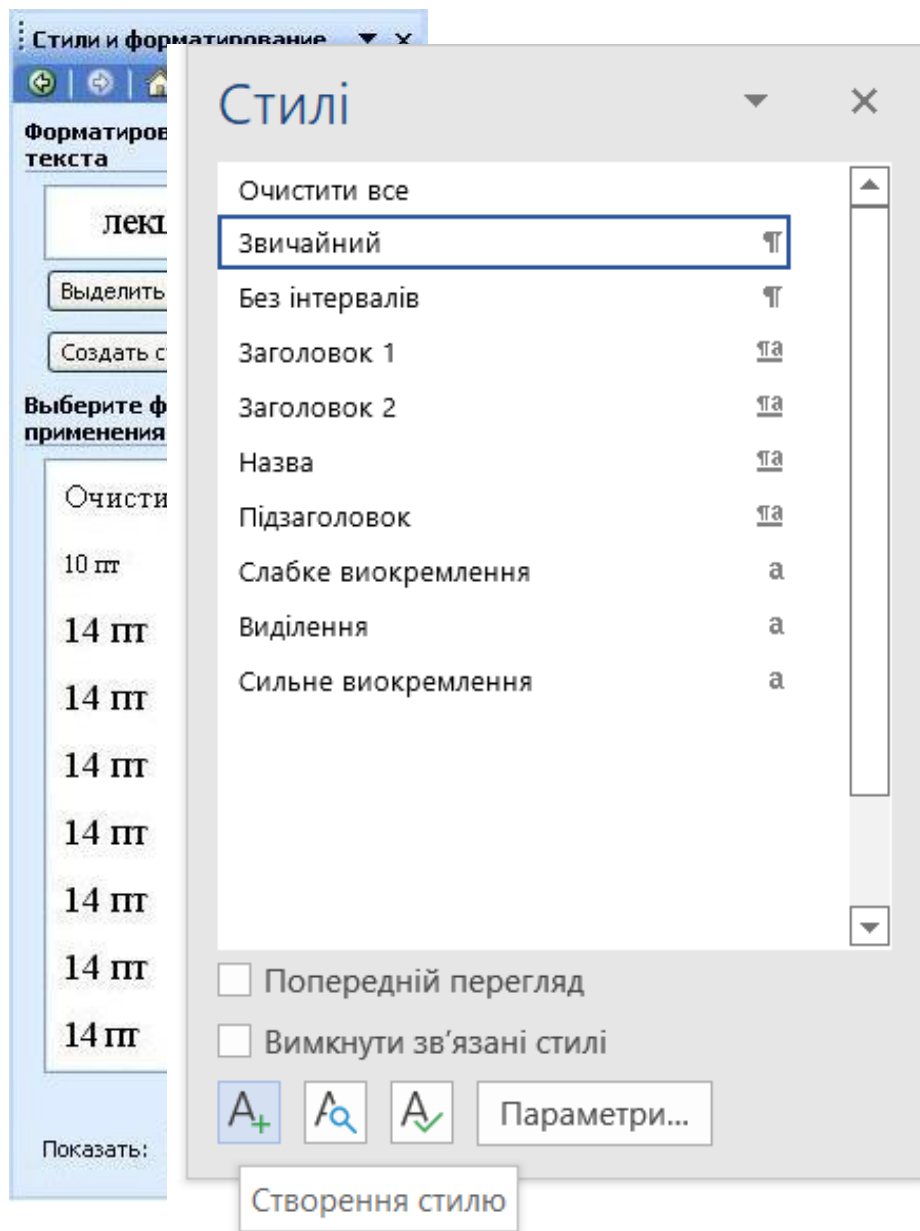 Стили и форматирование
Форматиров
текста
лекц
Выделить
Создать с
Выберите ф
применения
Очисти
10 пт
14 пт
14 пт
14 пт
14 пт
14 пт
14 пт
14 пт
Показать:
Стилі
Очистити все
Звичайний ¶
Без інтервалів ¶
Заголовок 1 ¶a
Заголовок 2 ¶a
Назва ¶a
Підзаголовок ¶a
Слабке виокремлення a
Виділення a
Сильне виокремлення a
Попередній перегляд
Вимкнути зв’язані стилі
Параметри...
Створення стилю